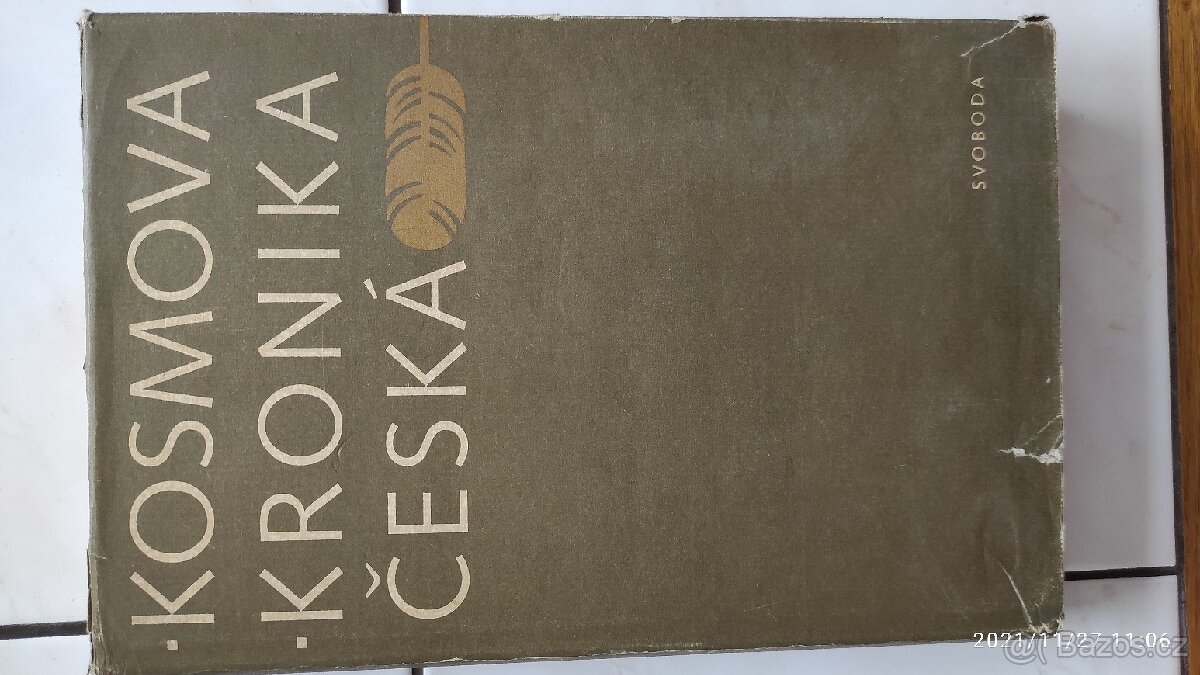 ·KOSMOVA
·KRONIKA
ČESKÁ
SVOBODA
2021/11/27 11:06
@ Bazoš.cz